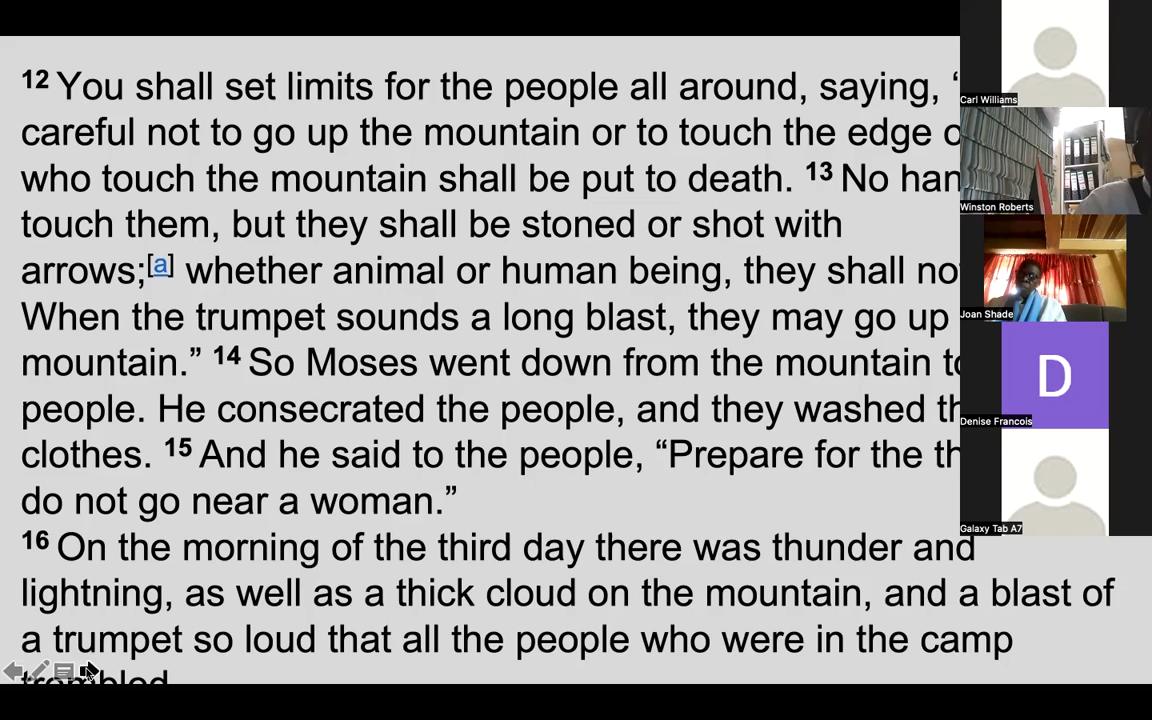 12 You shall set limits for the people all around, saying, ‘
careful not to go up the mountain or to touch the edge
who touch the mountain shall be put to death. 13 No
touch them, but they shall be stoned or shot with
arrows;[a] whether animal or human being, they shall
When the trumpet sounds a long blast, they may go up
mountain.” 14 So Moses went down from the mountain
people. He consecrated the people, and they washed
clothes. 15 And he said to the people, “Prepare for the
do not go near a woman.”
16 On the morning of the third day there was thunder and
lightning, as well as a thick cloud on the mountain, and a blast of
a trumpet so loud that all the people who were in the camp
trembled.
Carl Williams
Winston Roberts
Joan Shade
D
Denise Francois
Galaxy Tab A7